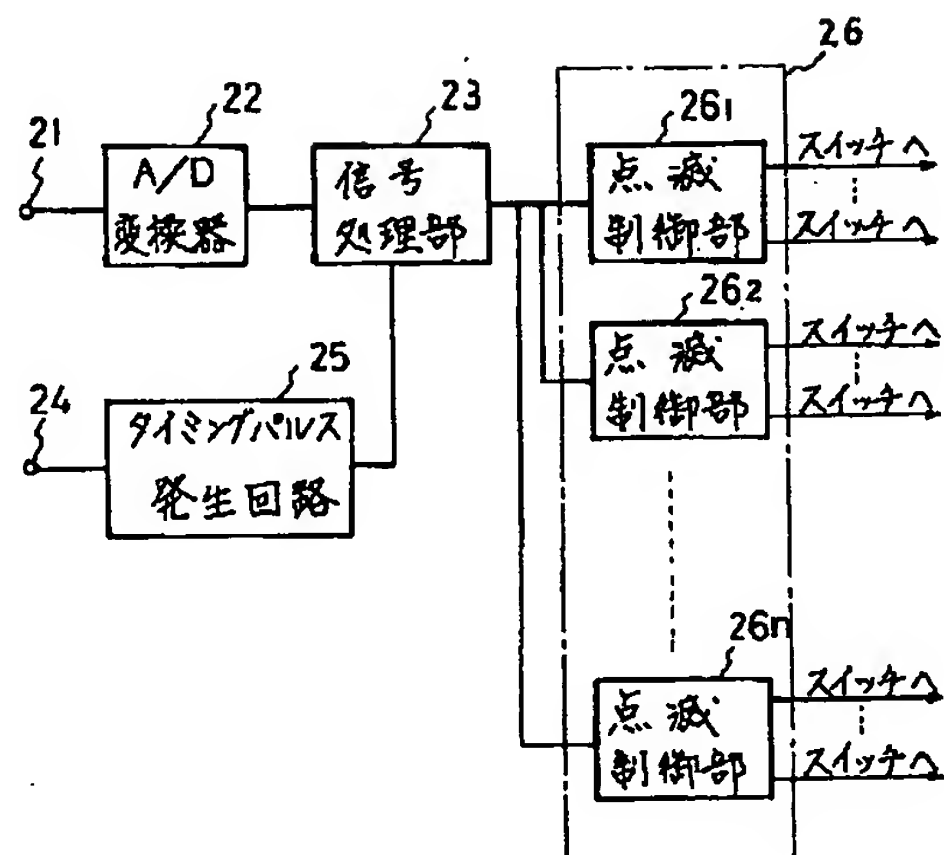 26
22
23
26₁
21
A/D
変換器
信号
処理部
点滅
制御部
スイッチへ
スイッチへ
26₂
点滅
制御部
スイッチへ
スイッチへ
24
25
タイミングパルス
発生回路
26n
点滅
制御部
スイッチへ
スイッチへ